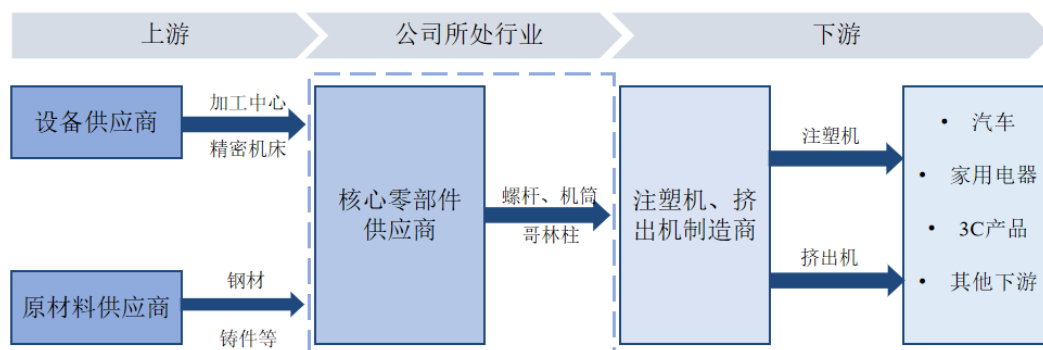 上游
公司所处行业
下游
设备供应商
加工中心
精密机床
原材料供应商
钢材
铸件等
核心零部件
供应商
螺杆、机筒
哥林柱
注塑机、挤
出机制造商
注塑机
挤出机
• 汽车
• 家用电器
• 3C产品
• 其他下游